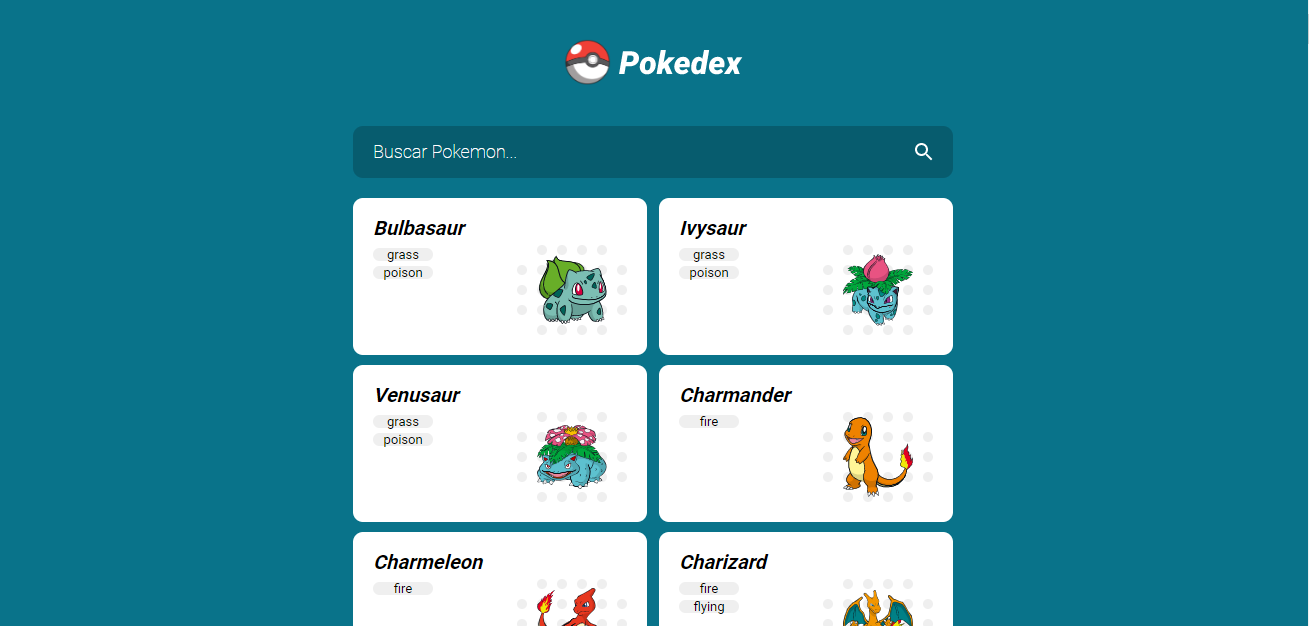 Pokedex
Buscar Pokemon...
Bulbasaur
grass
poison
Ivysaur
grass
poison
Venusaur
grass
poison
Charmander
fire
Charmeleon
fire
Charizard
fire
flying